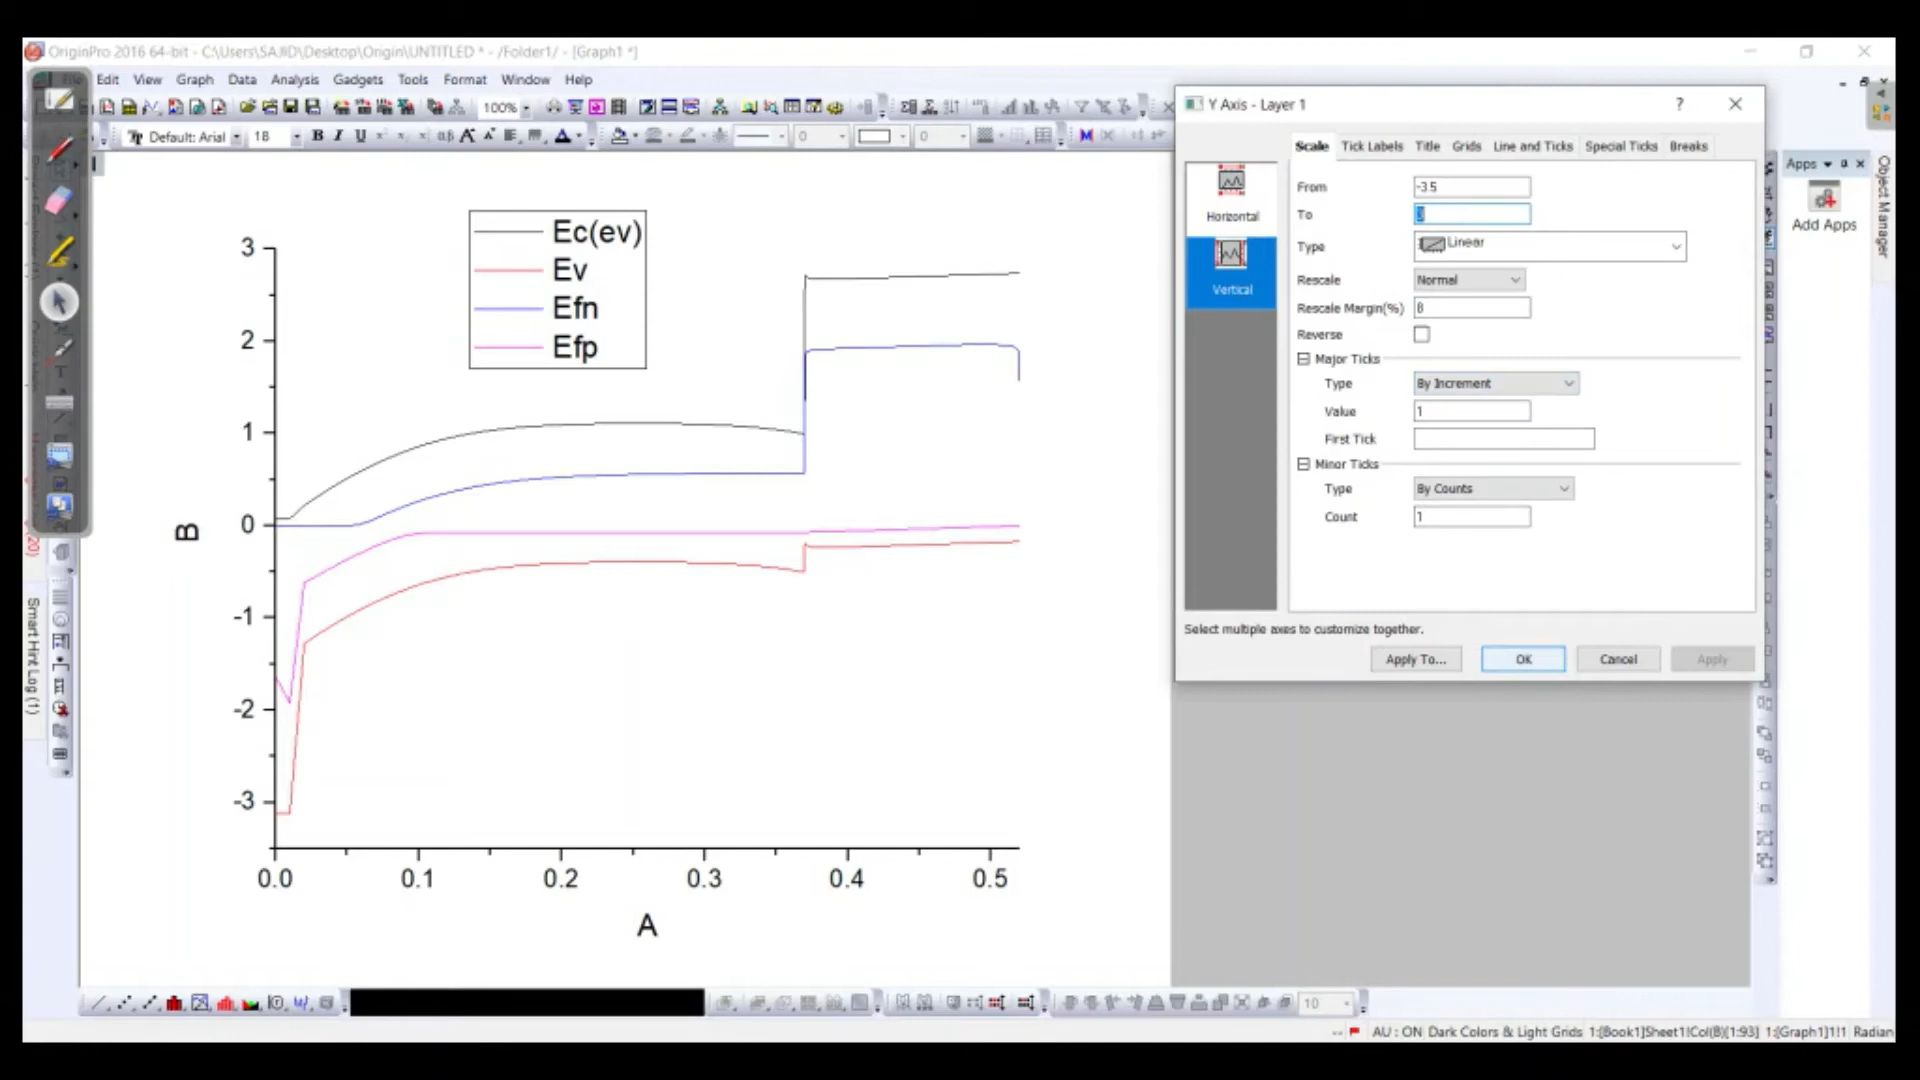 OriginPro 2016 64-bit - C:\Users\SAJID\Desktop\Origin\UNTITLED * - /Folder1/ - [Graph1 *]
Edit View Graph Data Analysis Gadgets Tools Format Window Help
100%
Default: Arial 18 B I U 0 0
Y Axis - Layer 1
Scale Tick Labels Title Grids Line and Ticks Special Ticks Breaks
Horizontal
Vertical
From -3.5
To
Type Linear
Rescale Normal
Rescale Margin(%) 8
Reverse
Major Ticks
Type By Increment
Value 1
First Tick
Minor Ticks
Type By Counts
Count 1
Select multiple axes to customize together.
Apply To... OK Cancel Apply
Apps
Add Apps
Object Manager
Smart Hint Log (1)
Ec(ev)
Ev
Efn
Efp
3
2
1
0
-1
-2
-3
B
0.0 0.1 0.2 0.3 0.4 0.5
A
10
AU : ON Dark Colors & Light Grids 1:[Book1]Sheet1!Col(B)[1:93] 1:[Graph1]1!1 Radian